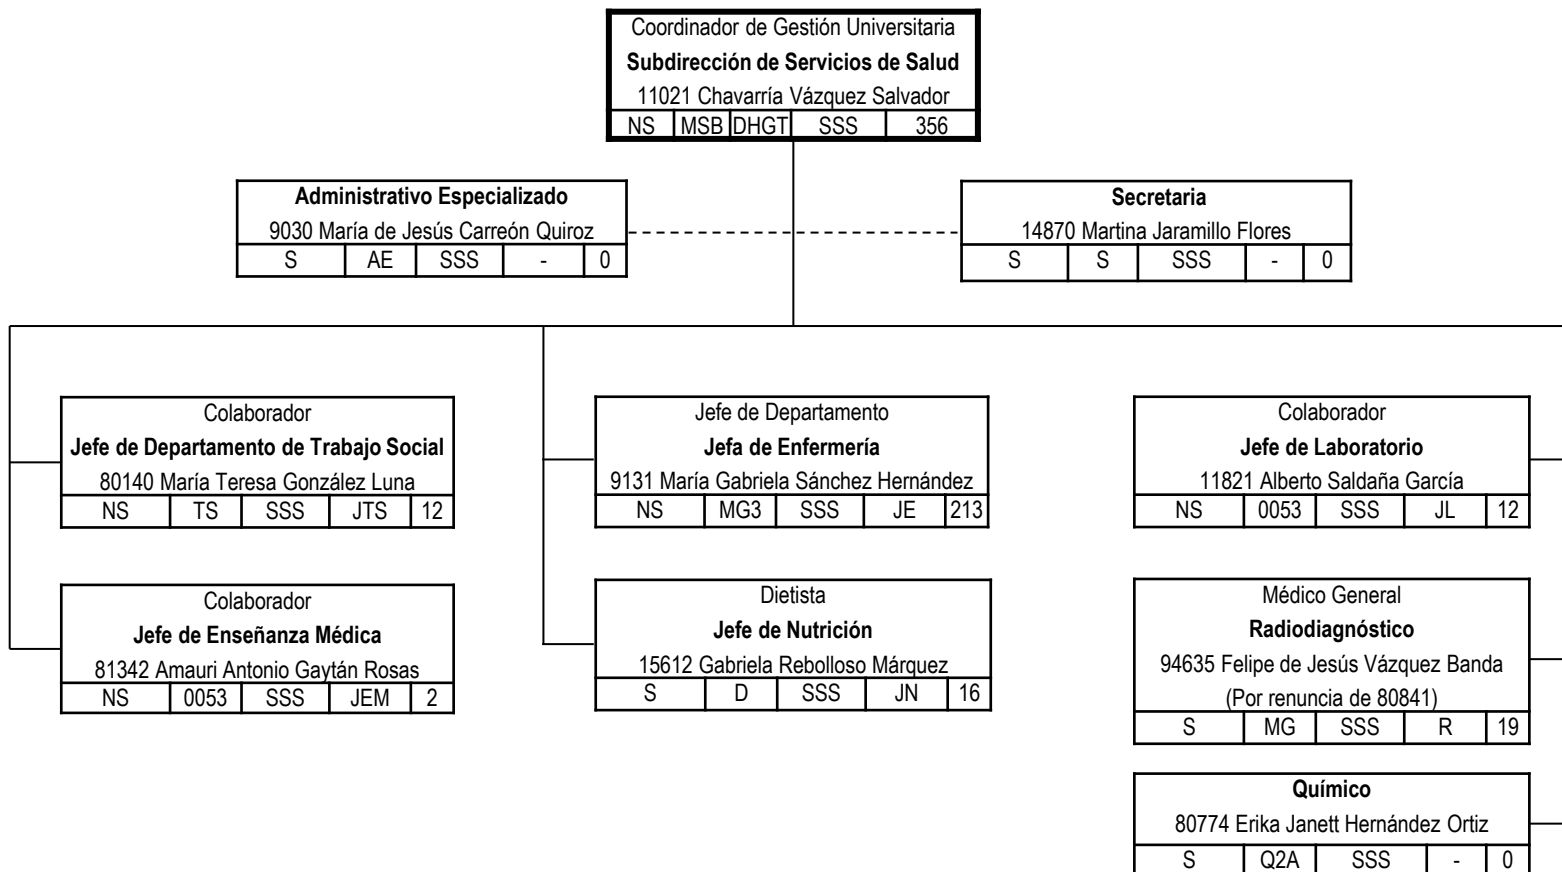 Coordinador de Gestión Universitaria
Subdirección de Servicios de Salud
11021 Chavarría Vázquez Salvador
NS MSB DHGT SSS 356
Administrativo Especializado
9030 María de Jesús Carreón Quiroz
S AE SSS - 0
Secretaria
14870 Martina Jaramillo Flores
S S SSS - 0
Colaborador
Jefe de Departamento de Trabajo Social
80140 María Teresa González Luna
NS TS SSS JTS 12
Jefe de Departamento
Jefa de Enfermería
9131 María Gabriela Sánchez Hernández
NS MG3 SSS JE 213
Colaborador
Jefe de Laboratorio
11821 Alberto Saldaña García
NS 0053 SSS JL 12
Colaborador
Jefe de Enseñanza Médica
81342 Amauri Antonio Gaytán Rosas
NS 0053 SSS JEM 2
Dietista
Jefe de Nutrición
15612 Gabriela Rebolloso Márquez
S D SSS JN 16
Médico General
Radiodiagnóstico
94635 Felipe de Jesús Vázquez Banda
(Por renuncia de 80841)
S MG SSS R 19
Químico
80774 Erika Janett Hernández Ortiz
S Q2A SSS - 0